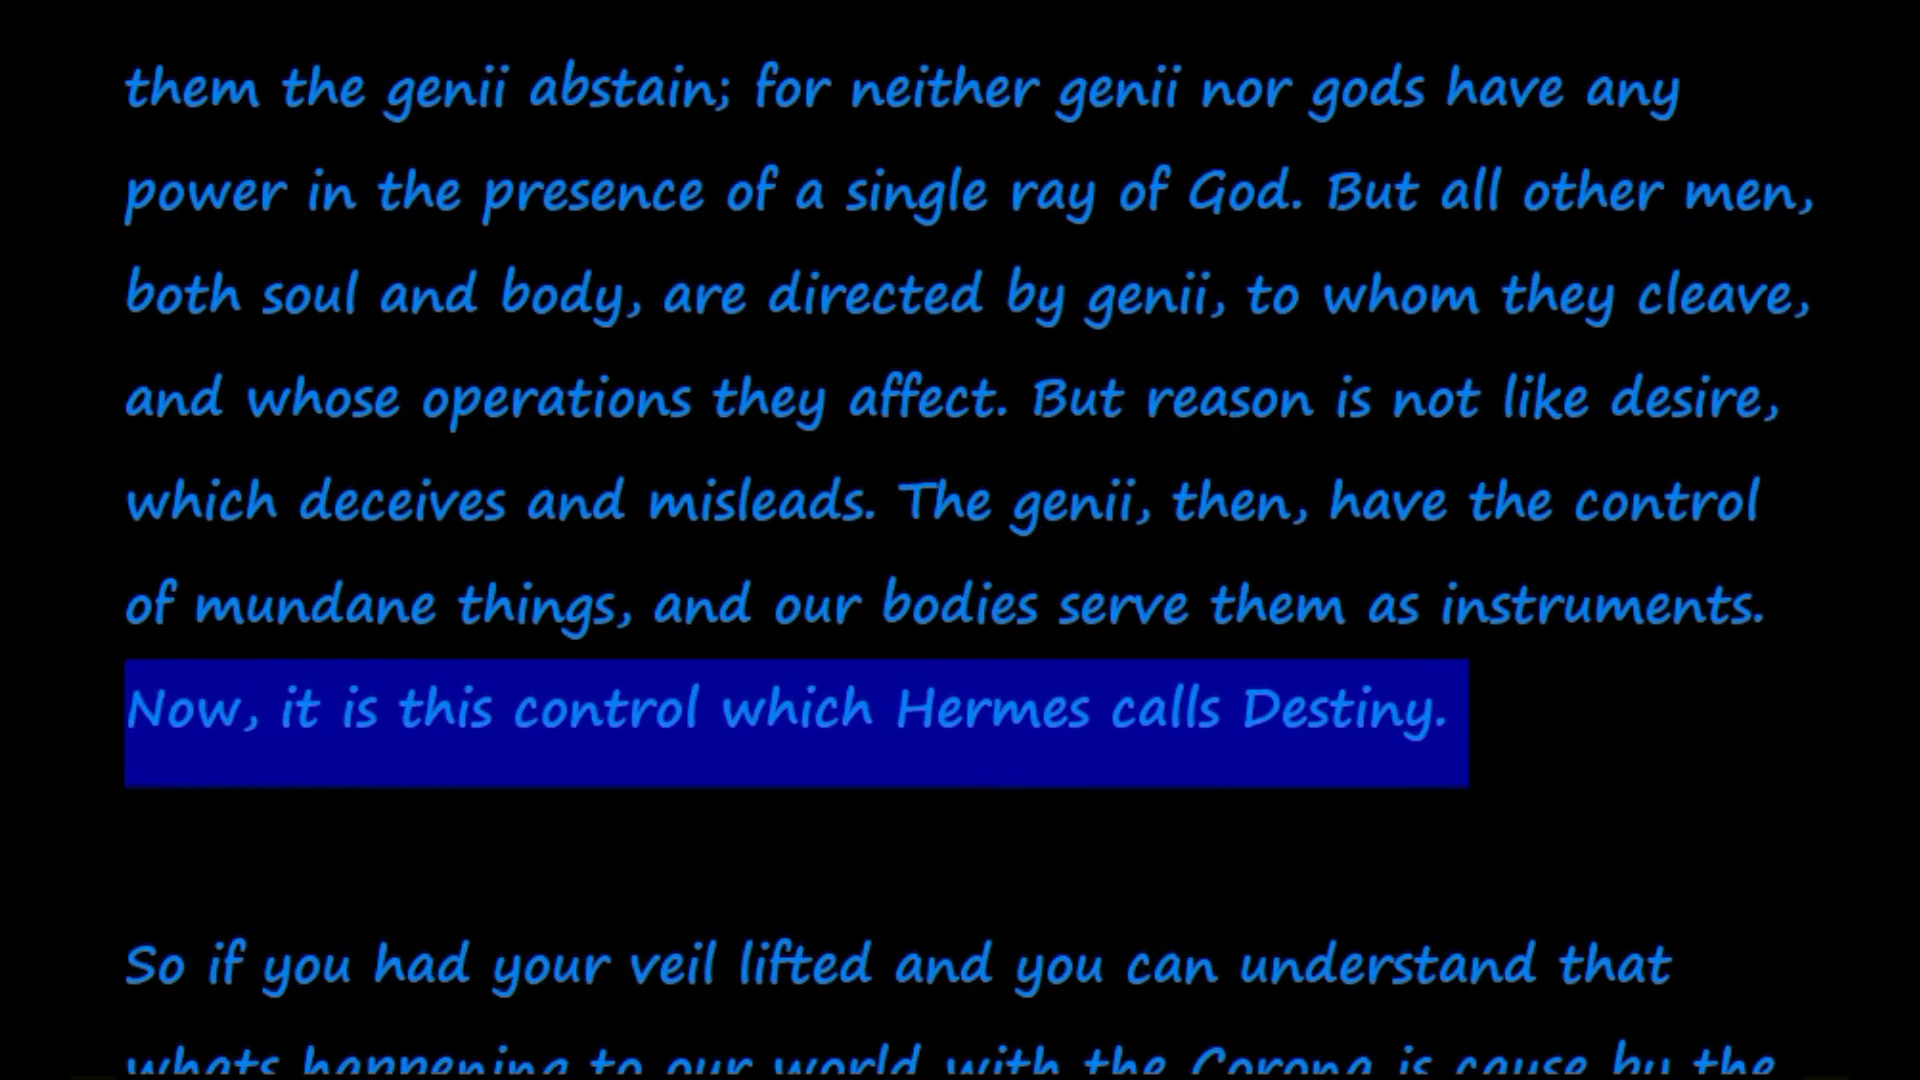 them the genii abstain; for neither genii nor gods have any
power in the presence of a single ray of God. But all other men,
both soul and body, are directed by genii, to whom they cleave,
and whose operations they affect. But reason is not like desire,
which deceives and misleads. The genii, then, have the control
of mundane things, and our bodies serve them as instruments.
Now, it is this control which Hermes calls Destiny.
So if you had your veil lifted and you can understand that
whats happening to our world with the Corona is cause by the